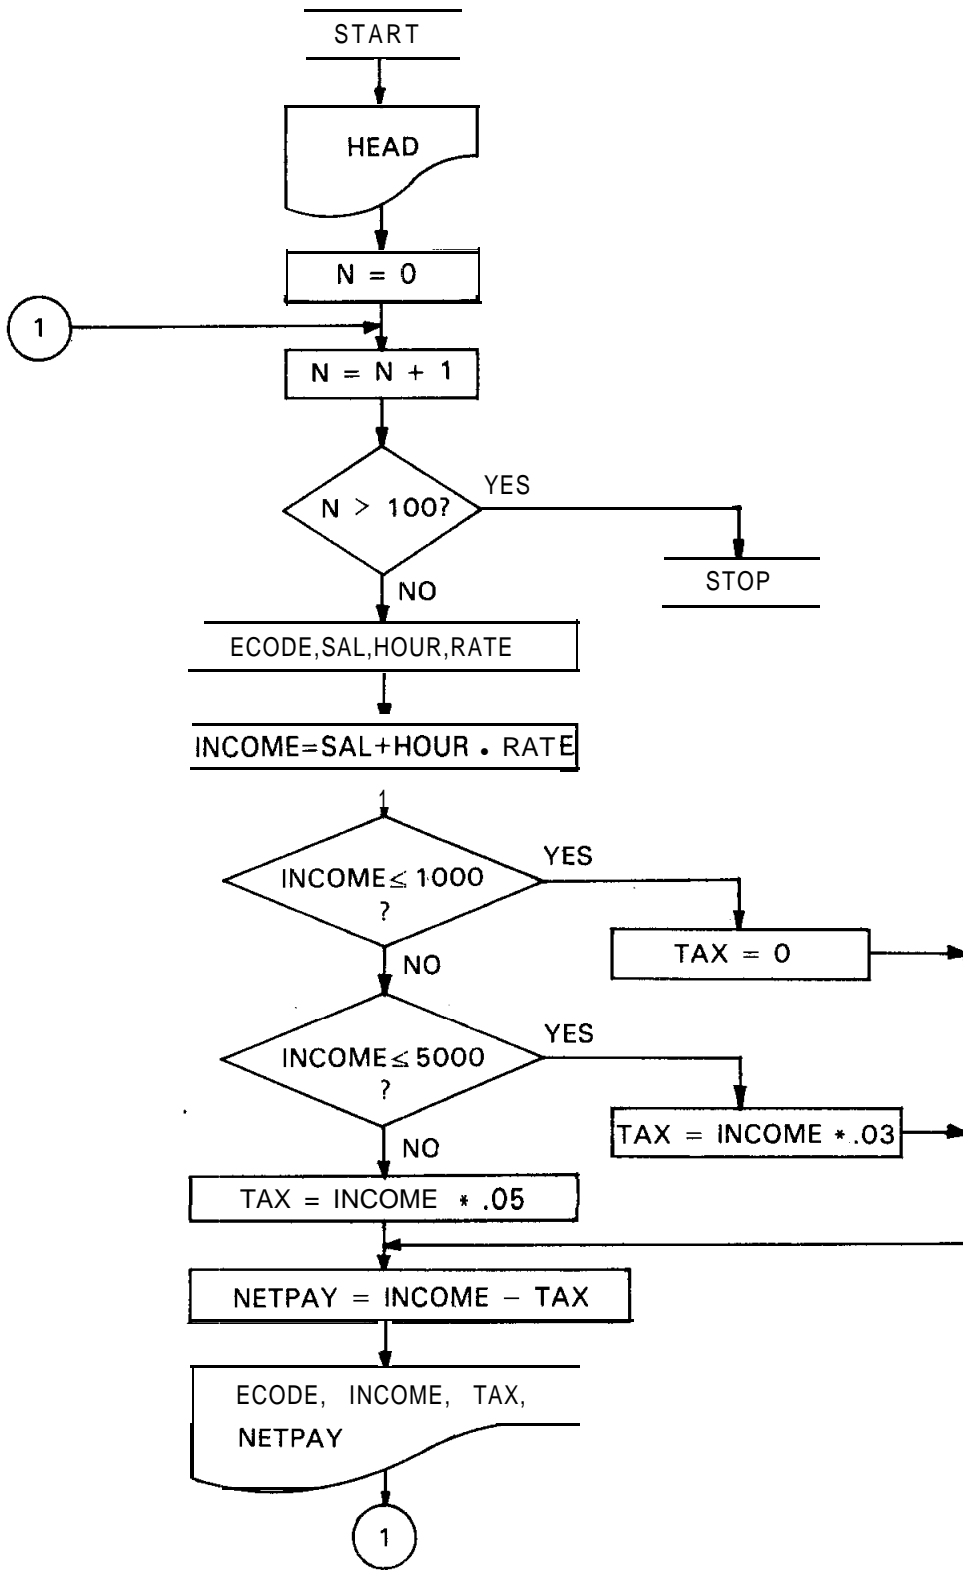 START
HEAD
N = 0
1
N = N + 1
N > 100?
YES
NO
STOP
ECODE,SAL,HOUR,RATE
INCOME=SAL+HOUR • RATE
1
INCOME≤ 1000
?
YES
NO
TAX = 0
INCOME≤5000
?
YES
NO
TAX = INCOME *.03
TAX = INCOME * .05
NETPAY = INCOME – TAX
ECODE, INCOME, TAX,
NETPAY
1